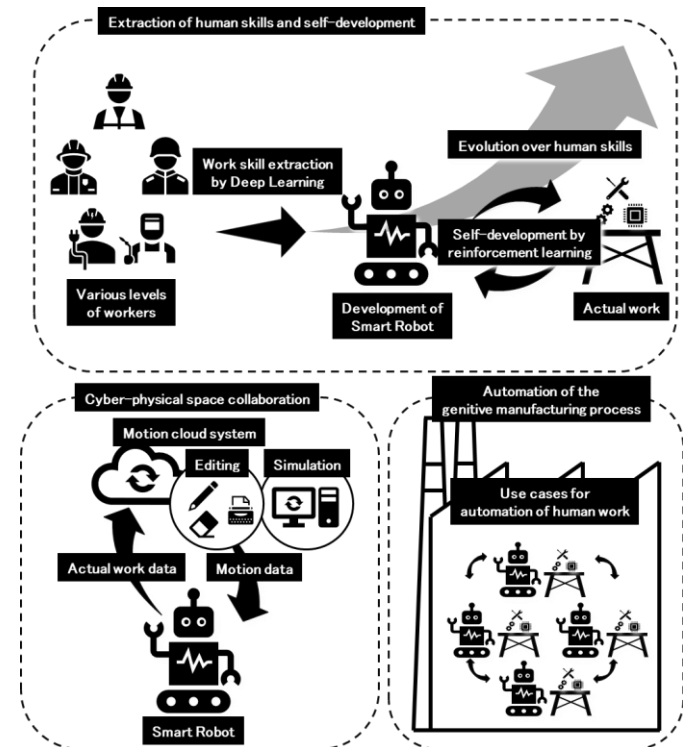 Extraction of human skills and self-development
Work skill extraction
by Deep Learning
Evolution over human skills
Self-development by
reinforcement learning
Various levels
of workers
Development of
Smart Robot
Actual work
Cyber-physical space collaboration
Motion cloud system
Editing
Simulation
Actual work data
Motion data
Smart Robot
Automation of the
genitive manufacturing process
Use cases for
automation of human work